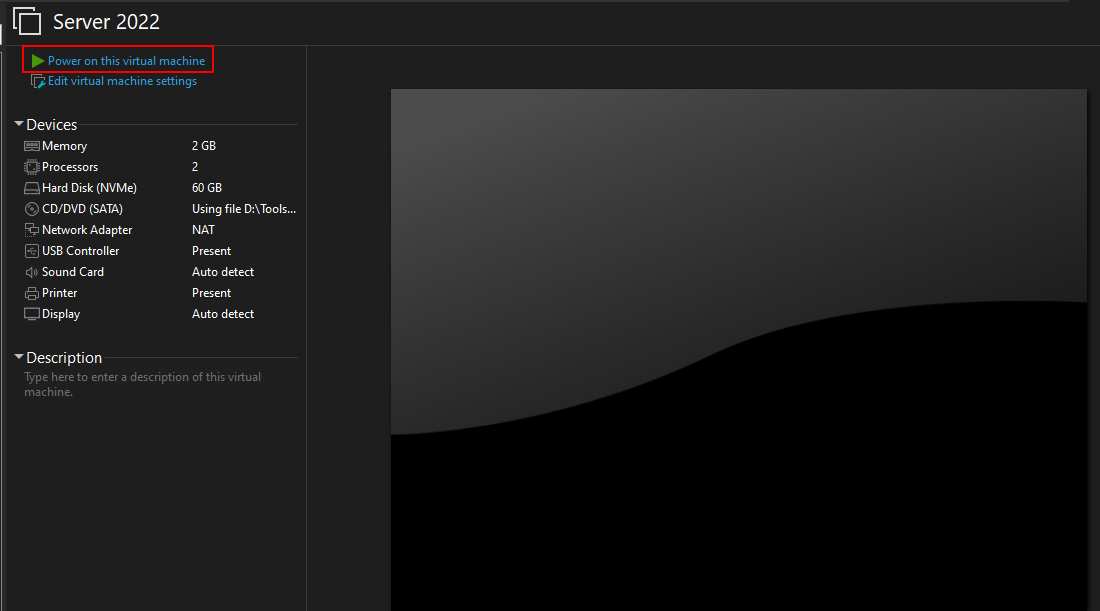 Server 2022
Power on this virtual machine
Edit virtual machine settings
Devices
Memory 2 GB
Processors 2
Hard Disk (NVMe) 60 GB
CD/DVD (SATA) Using file D:\Tools...
Network Adapter NAT
USB Controller Present
Sound Card Auto detect
Printer Present
Display Auto detect
Description
Type here to enter a description of this virtual
machine.